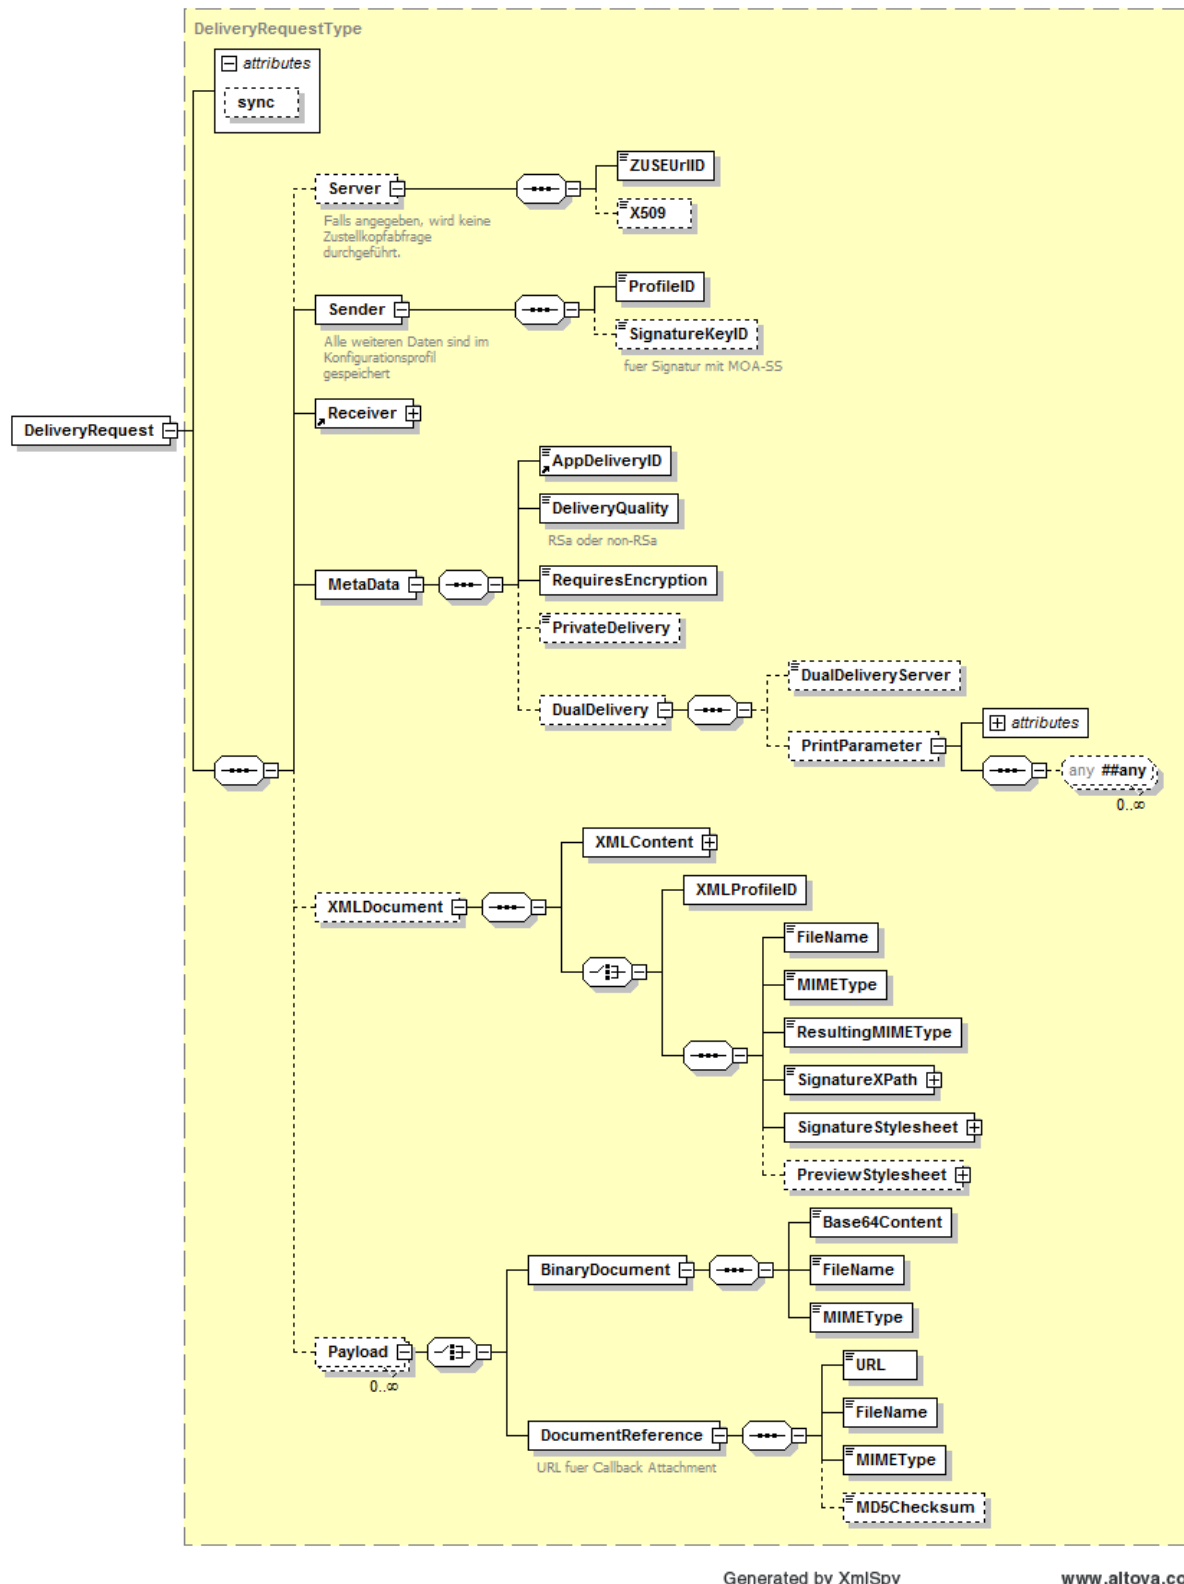 DeliveryRequestType
attributes
sync
Server
Falls angegeben, wird keine
Zustellkopfabfrage
durchgeführt.
ZUSEUrlID
X509
Sender
Alle weiteren Daten sind im
Konfigurationsprofil
gespeichert
ProfileID
SignatureKeyID
fuer Signatur mit MOA-SS
Receiver
DeliveryRequest
MetaData
AppDeliveryID
DeliveryQuality
RSa oder non-RSa
RequiresEncryption
PrivateDelivery
DualDelivery
DualDeliveryServer
PrintParameter
attributes
any ##any
0..∞
XMLDocument
XMLContent
XMLProfileID
FileName
MIMEType
ResultingMIMEType
SignatureXPath
SignatureStylesheet
PreviewStylesheet
Payload
0..∞
BinaryDocument
Base64Content
FileName
MIMEType
DocumentReference
URL fuer Callback Attachment
URL
FileName
MIMEType
MD5Checksum
Generated by XmlSpy www.altova.co